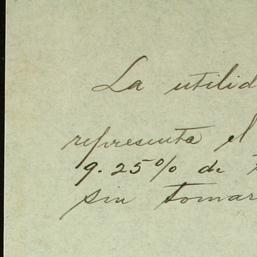 La utilid
representa el
9.25% de
sin tomar